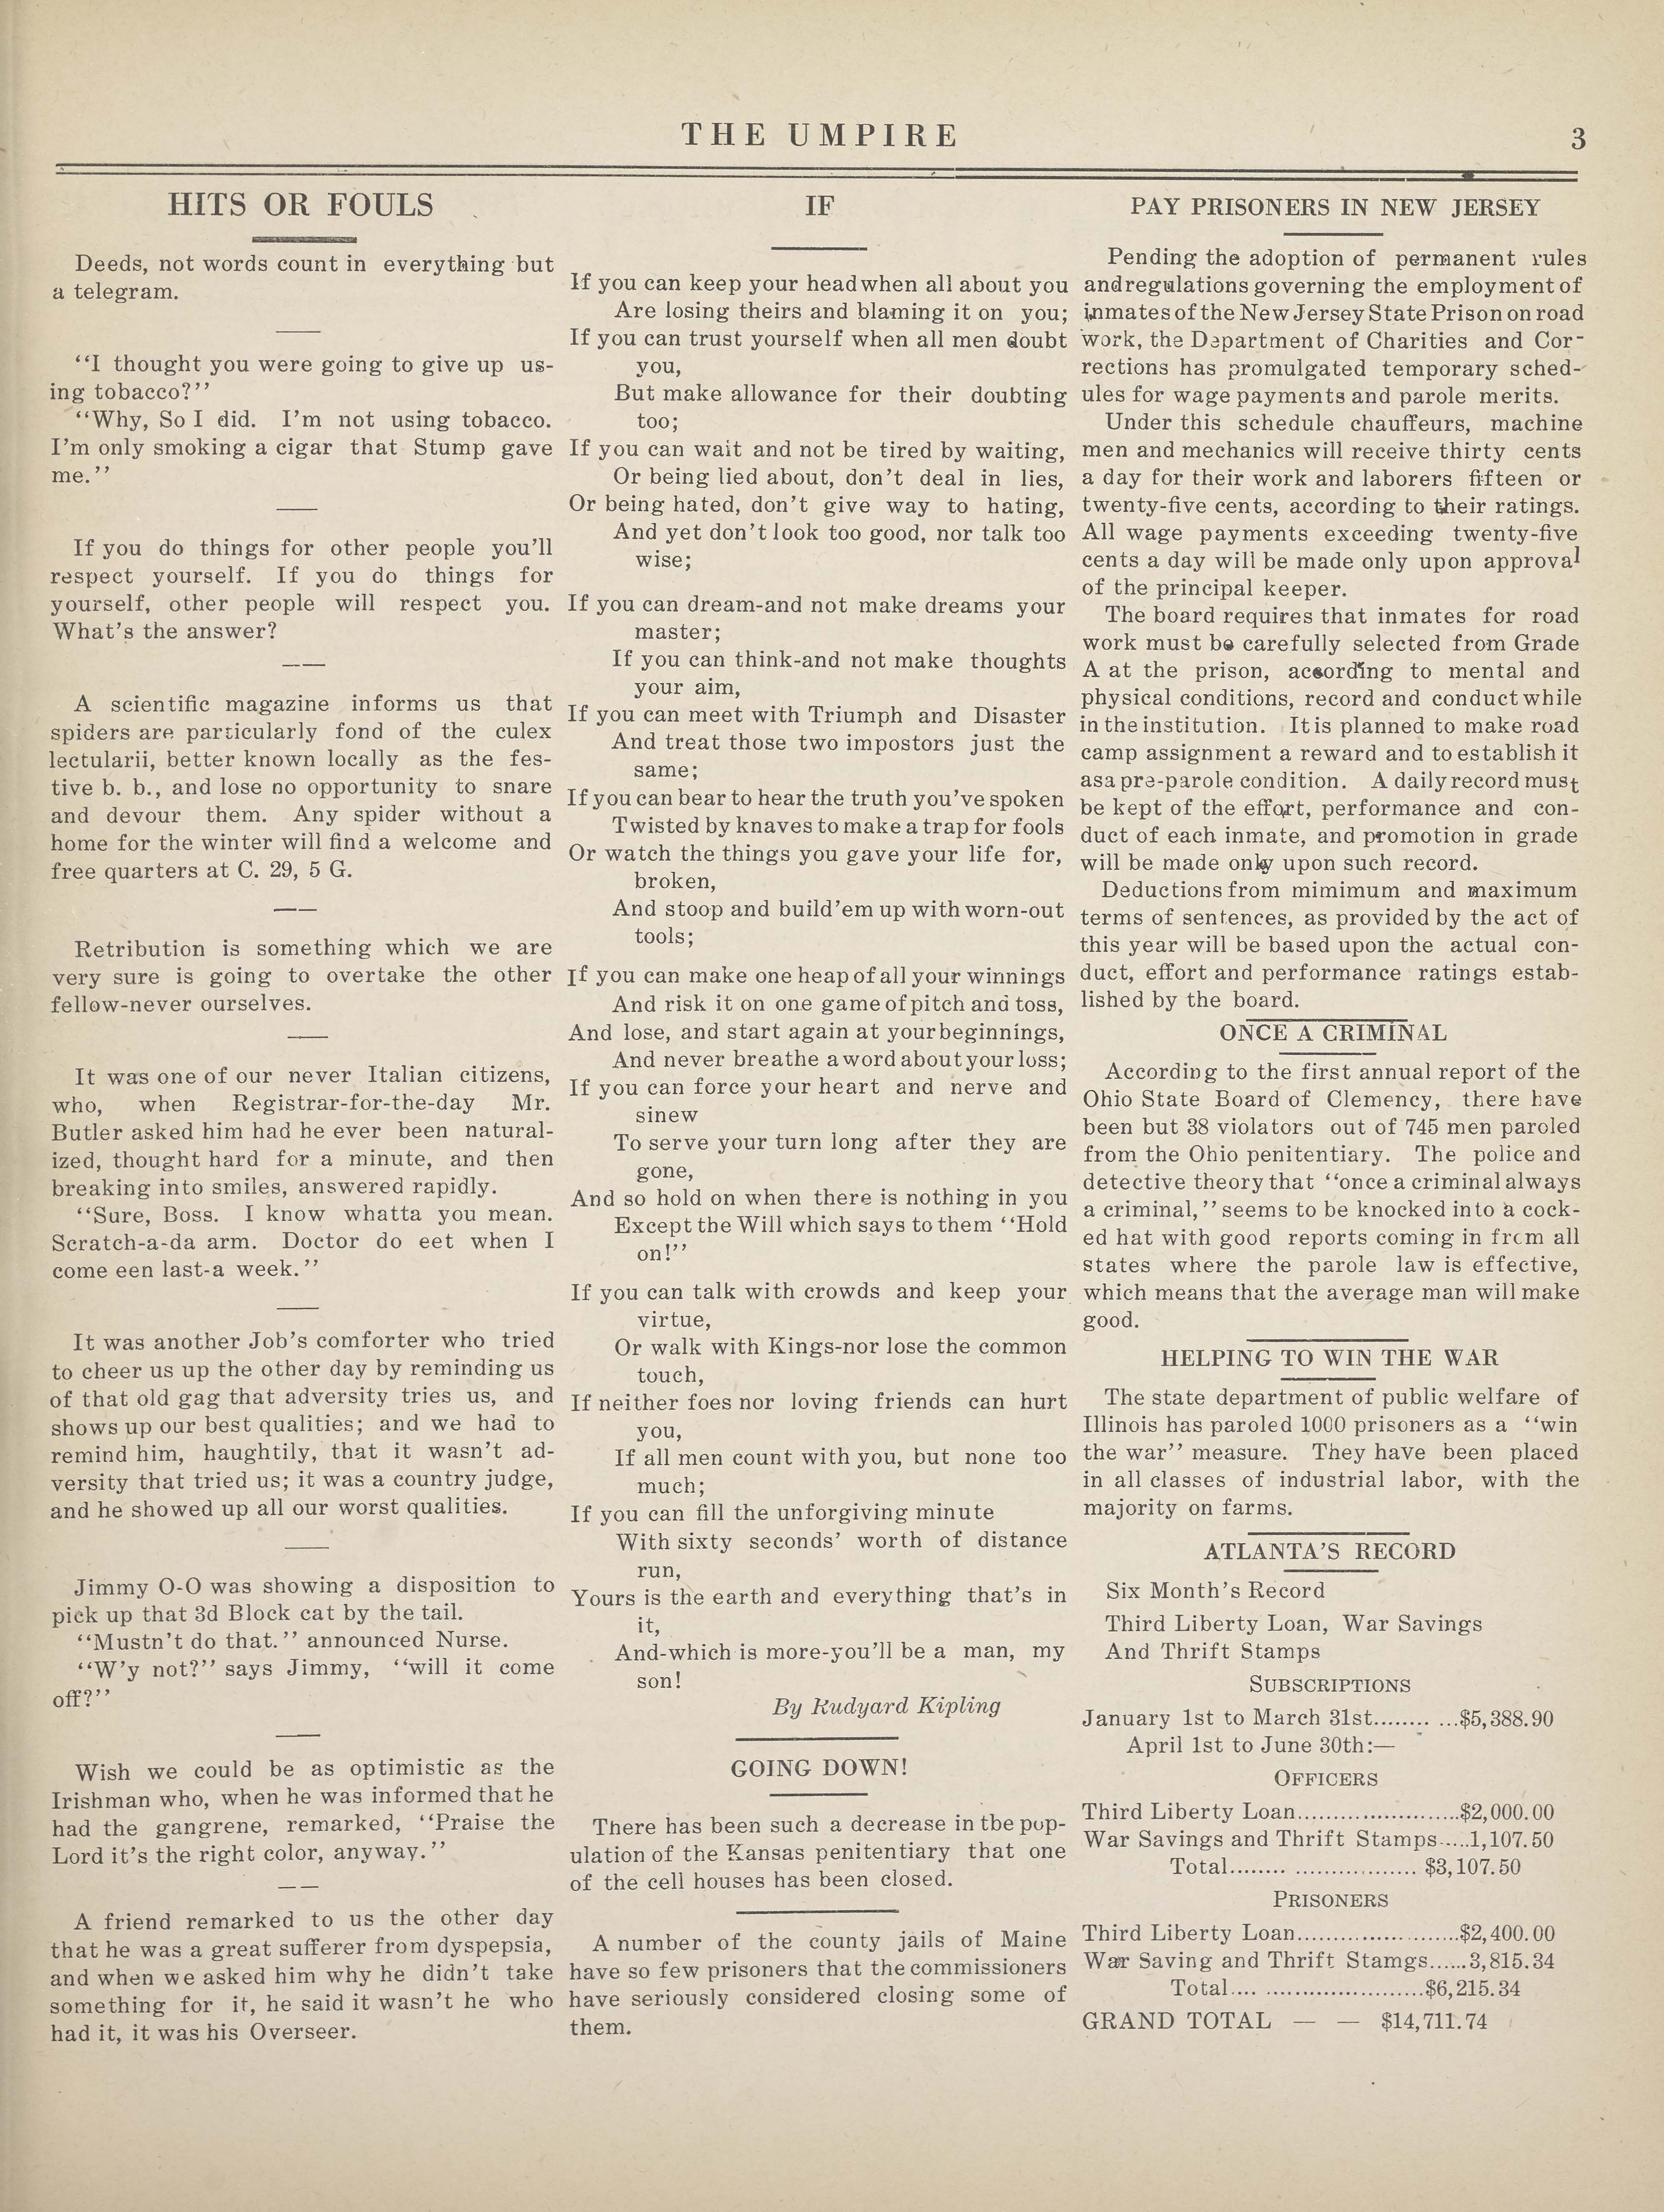 THE UMPIRE
3
HITS OR FOULS
Deeds, not words count in everything but
a telegram.
‘‘I thought you were going to give up us-
ing tobacco?’’
‘‘Why, So I did. I’m not using tobacco.
I’m only smoking a cigar that Stump gave
me.’’
If you do things for other people you’ll
respect yourself. If you do things for
yourself, other people will respect you.
What’s the answer?
A scientific magazine informs us that
spiders are particularly fond of the culex
lectularii, better known locally as the fes-
tive b. b., and lose no opportunity to snare
and devour them. Any spider without a
home for the winter will find a welcome and
free quarters at C. 29, 5 G.
Retribution is something which we are
very sure is going to overtake the other
fellow-never ourselves.
It was one of our never Italian citizens,
who, when Registrar-for-the-day Mr.
Butler asked him had he ever been natural-
ized, thought hard for a minute, and then
breaking into smiles, answered rapidly.
‘‘Sure, Boss. I know whatta you mean.
Scratch-a-da arm. Doctor do eet when I
come een last-a week.’’
It was another Job’s comforter who tried
to cheer us up the other day by reminding us
of that old gag that adversity tries us, and
shows up our best qualities; and we had to
remind him, haughtily, that it wasn’t ad-
versity that tried us; it was a country judge,
and he showed up all our worst qualities.
Jimmy O-O was showing a disposition to
pick up that 3d Block cat by the tail.
‘‘Mustn’t do that.’’ announced Nurse.
‘‘W’y not?’’ says Jimmy, ‘‘will it come
off?’’
Wish we could be as optimistic as the
Irishman who, when he was informed that he
had the gangrene, remarked, ‘‘Praise the
Lord it’s the right color, anyway.’’
A friend remarked to us the other day
that he was a great sufferer from dyspepsia,
and when we asked him why he didn’t take
something for it, he said it wasn’t he who
had it, it was his Overseer.
IF
If you can keep your head when all about you
Are losing theirs and blaming it on you;
If you can trust yourself when all men doubt
you,
But make allowance for their doubting
too;
If you can wait and not be tired by waiting,
Or being lied about, don’t deal in lies,
Or being hated, don’t give way to hating,
And yet don’t look too good, nor talk too
wise;
If you can dream-and not make dreams your
master;
If you can think-and not make thoughts
your aim,
If you can meet with Triumph and Disaster
And treat those two impostors just the
same;
If you can bear to hear the truth you’ve spoken
Twisted by knaves to make a trap for fools
Or watch the things you gave your life for,
broken,
And stoop and build’em up with worn-out
tools;
If you can make one heap of all your winnings
And risk it on one game of pitch and toss,
And lose, and start again at your beginnings,
And never breathe a word about your loss;
If you can force your heart and nerve and
sinew
To serve your turn long after they are
gone,
And so hold on when there is nothing in you
Except the Will which says to them ‘‘Hold
on!’’
If you can talk with crowds and keep your
virtue,
Or walk with Kings-nor lose the common
touch,
If neither foes nor loving friends can hurt
you,
If all men count with you, but none too
much;
If you can fill the unforgiving minute
With sixty seconds’ worth of distance
run,
Yours is the earth and everything that’s in
it,
And-which is more-you’ll be a man, my
son!
By Rudyard Kipling
GOING DOWN!
There has been such a decrease in tbe pop-
ulation of the Kansas penitentiary that one
of the cell houses has been closed.
A number of the county jails of Maine
have so few prisoners that the commissioners
have seriously considered closing some of
them.
PAY PRISONERS IN NEW JERSEY
Pending the adoption of permanent rules
and regulations governing the employment of
inmates of the New Jersey State Prison on road
work, the Department of Charities and Cor-
rections has promulgated temporary sched-
ules for wage payments and parole merits.
Under this schedule chauffeurs, machine
men and mechanics will receive thirty cents
a day for their work and laborers fifteen or
twenty-five cents, according to their ratings.
All wage payments exceeding twenty-five
cents a day will be made only upon approval
of the principal keeper.
The board requires that inmates for road
work must be carefully selected from Grade
A at the prison, according to mental and
physical conditions, record and conduct while
in the institution. It is planned to make road
camp assignment a reward and to establish it
as a pre-parole condition. A daily record must
be kept of the effort, performance and con-
duct of each inmate, and promotion in grade
will be made only upon such record.
Deductions from mimimum and maximum
terms of sentences, as provided by the act of
this year will be based upon the actual con-
duct, effort and performance ratings estab-
lished by the board.
ONCE A CRIMINAL
According to the first annual report of the
Ohio State Board of Clemency, there have
been but 38 violators out of 745 men paroled
from the Ohio penitentiary. The police and
detective theory that ‘‘once a criminal always
a criminal,’’ seems to be knocked into a cock-
ed hat with good reports coming in frcm all
states where the parole law is effective,
which means that the average man will make
good.
HELPING TO WIN THE WAR
The state department of public welfare of
Illinois has paroled 1000 prisoners as a ‘‘win
the war’’ measure. They have been placed
in all classes of industrial labor, with the
majority on farms.
ATLANTA’S RECORD
Six Month’s Record
Third Liberty Loan, War Savings
And Thrift Stamps
SUBSCRIPTIONS
January 1st to March 31st........ ...$5,388.90
April 1st to June 30th:—
OFFICERS
Third Liberty Loan........................$2,000.00
War Savings and Thrift Stamps.....1,107.50
Total........ .................. $3,107.50
PRISONERS
Third Liberty Loan........................$2,400.00
War Saving and Thrift Stamgs......3,815.34
Total.... .......................$6,215.34
GRAND TOTAL — — $14,711.74